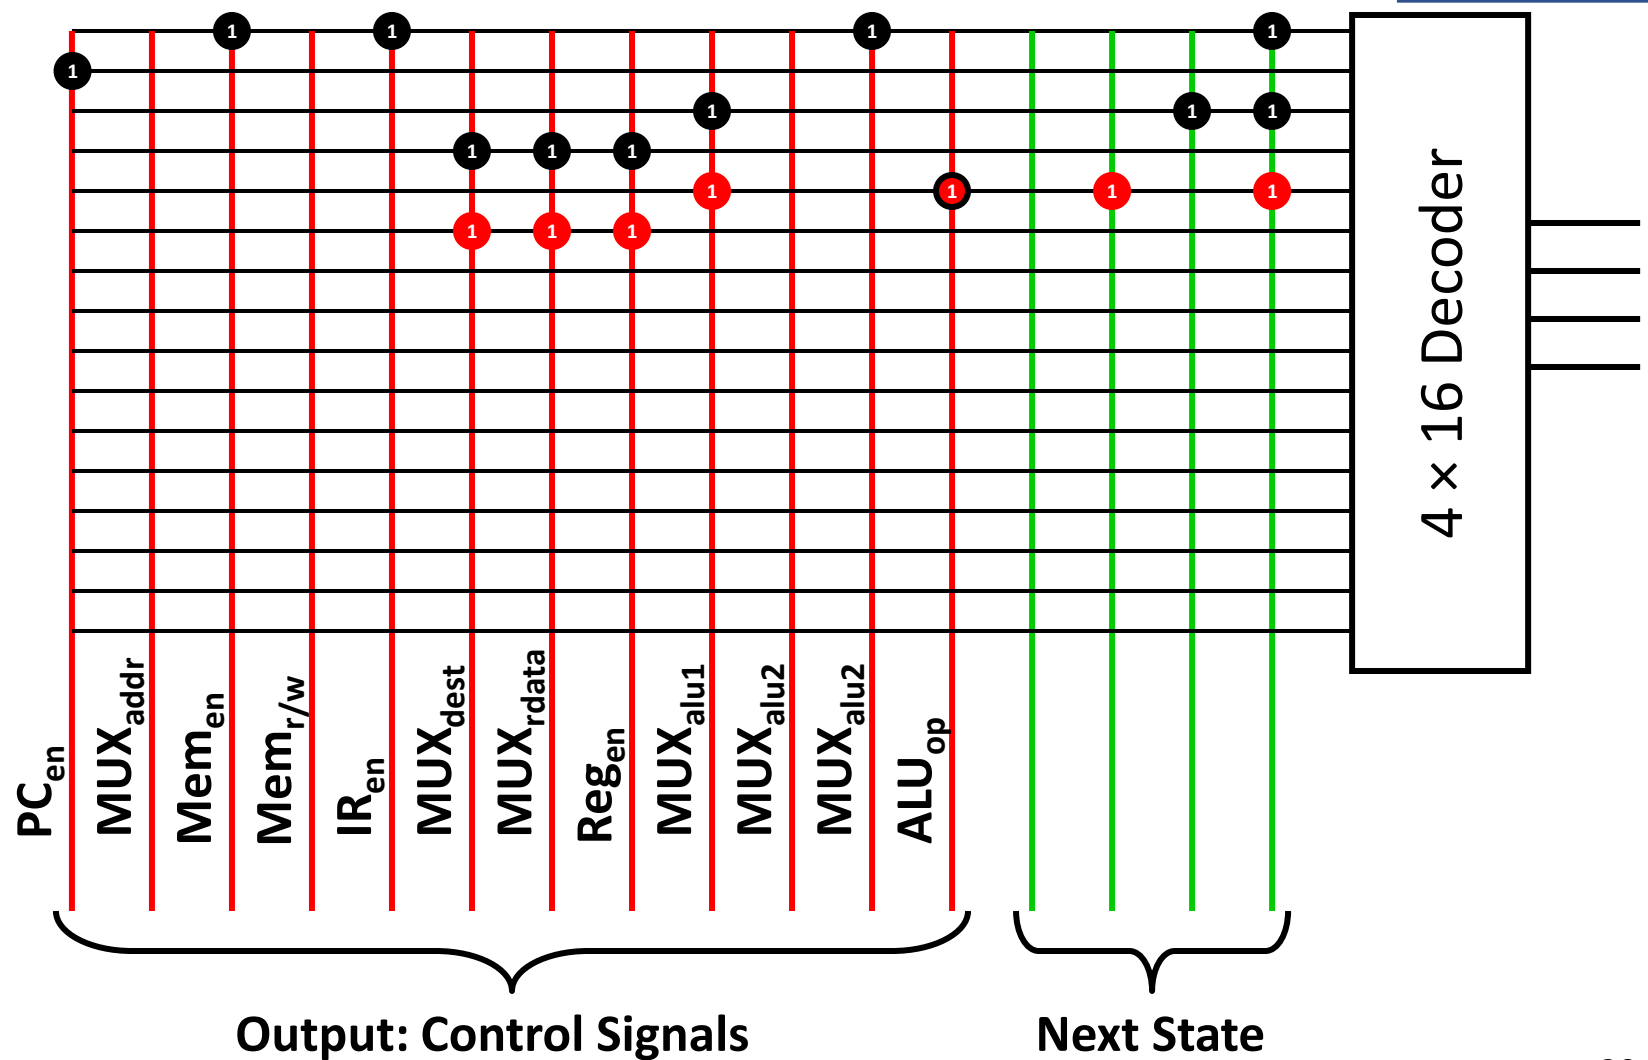 1 1 1 1
1
1 1 1
1 1 1
1 1 1 1
1 1 1
4 × 16 Decoder
PCen
MUXaddr
Memen
Memr/w
IRen
MUXdest
MUXrdata
Regen
MUXalu1
MUXalu2
MUXalu2
ALUop
Output: Control Signals
Next State